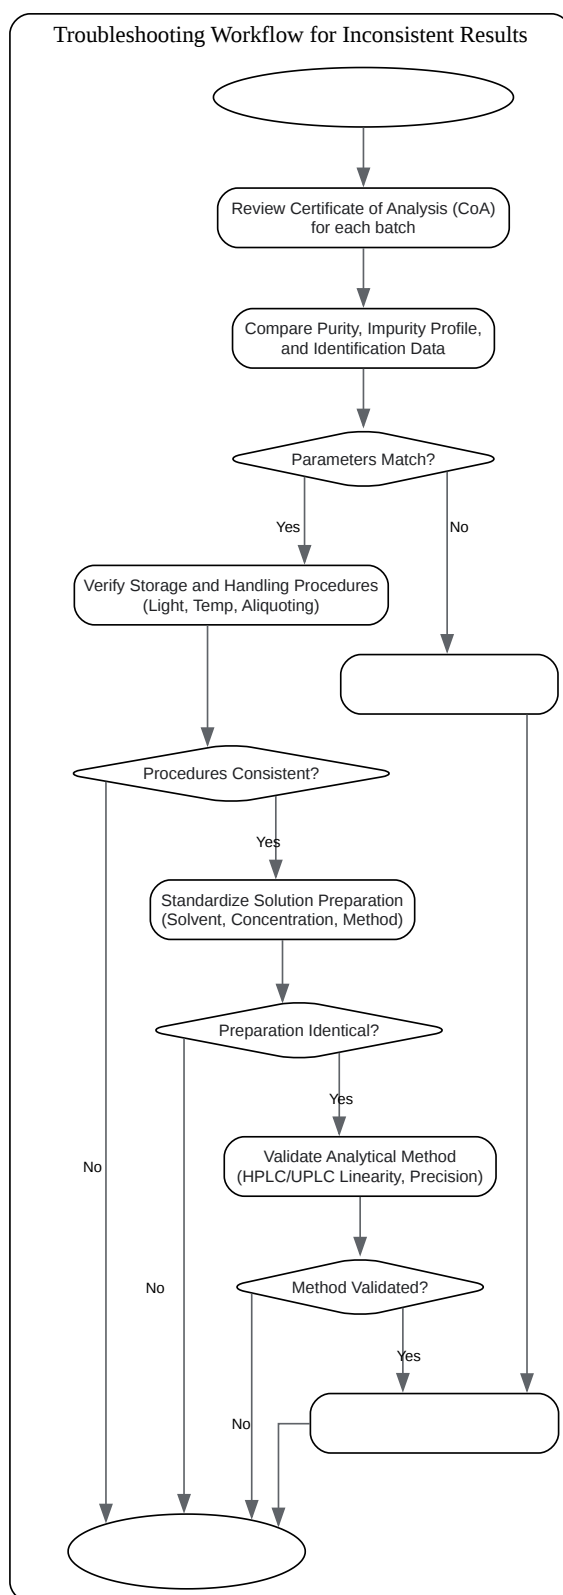 Troubleshooting Workflow for Inconsistent Results
Review Certificate of Analysis (CoA)
for each batch
Compare Purity, Impurity Profile,
and Identification Data
Parameters Match?
Yes
No
Verify Storage and Handling Procedures
(Light, Temp, Aliquoting)
Procedures Consistent?
Yes
Standardize Solution Preparation
(Solvent, Concentration, Method)
Preparation Identical?
Yes
Validate Analytical Method
(HPLC/UPLC Linearity, Precision)
No
No
Method Validated?
Yes
No